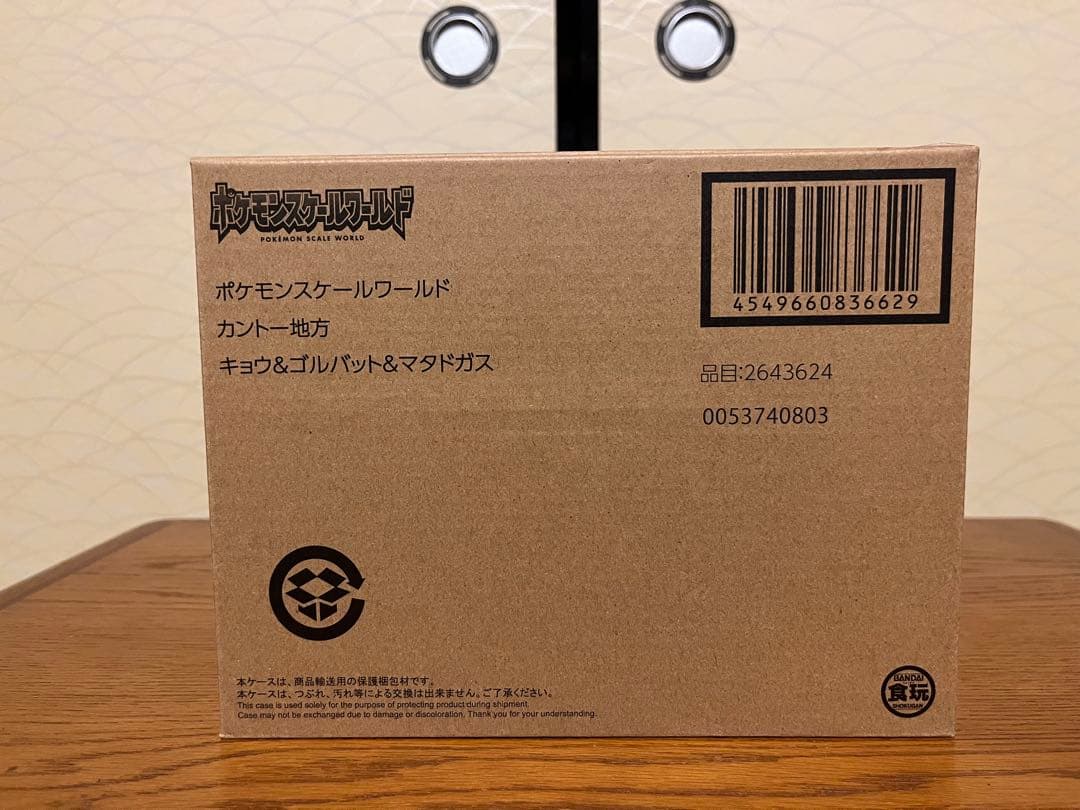 ポケモンスケールワールド
POKÉMON SCALE WORLD
ポケモンスケールワールド
カントー地方
キョウ&ゴルバット&マタドガス
4549660836629
品目:2643624
0053740803
本ケースは、商品輸送用の保護梱包材です。
本ケースは、つぶれ、汚れ等による交換は出来ません。ご了承ください。
This case is used solely for the purpose of protecting product during shipment.
Case may not be exchanged due to damage or discoloration. Thank you for your understanding.
BANDAI
食玩
SHOKUGAN